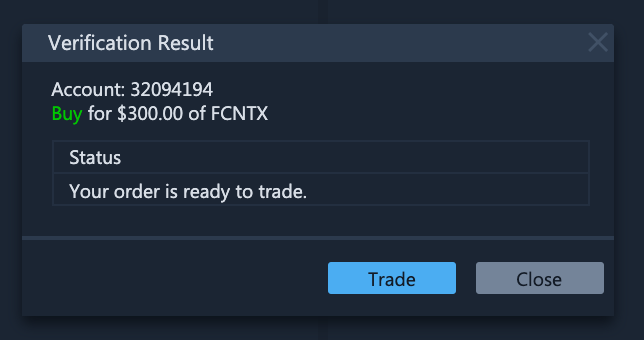 Verification Result
Account: 32094194
Buy for $300.00 of FCNTX
Status
Your order is ready to trade.
Trade
Close